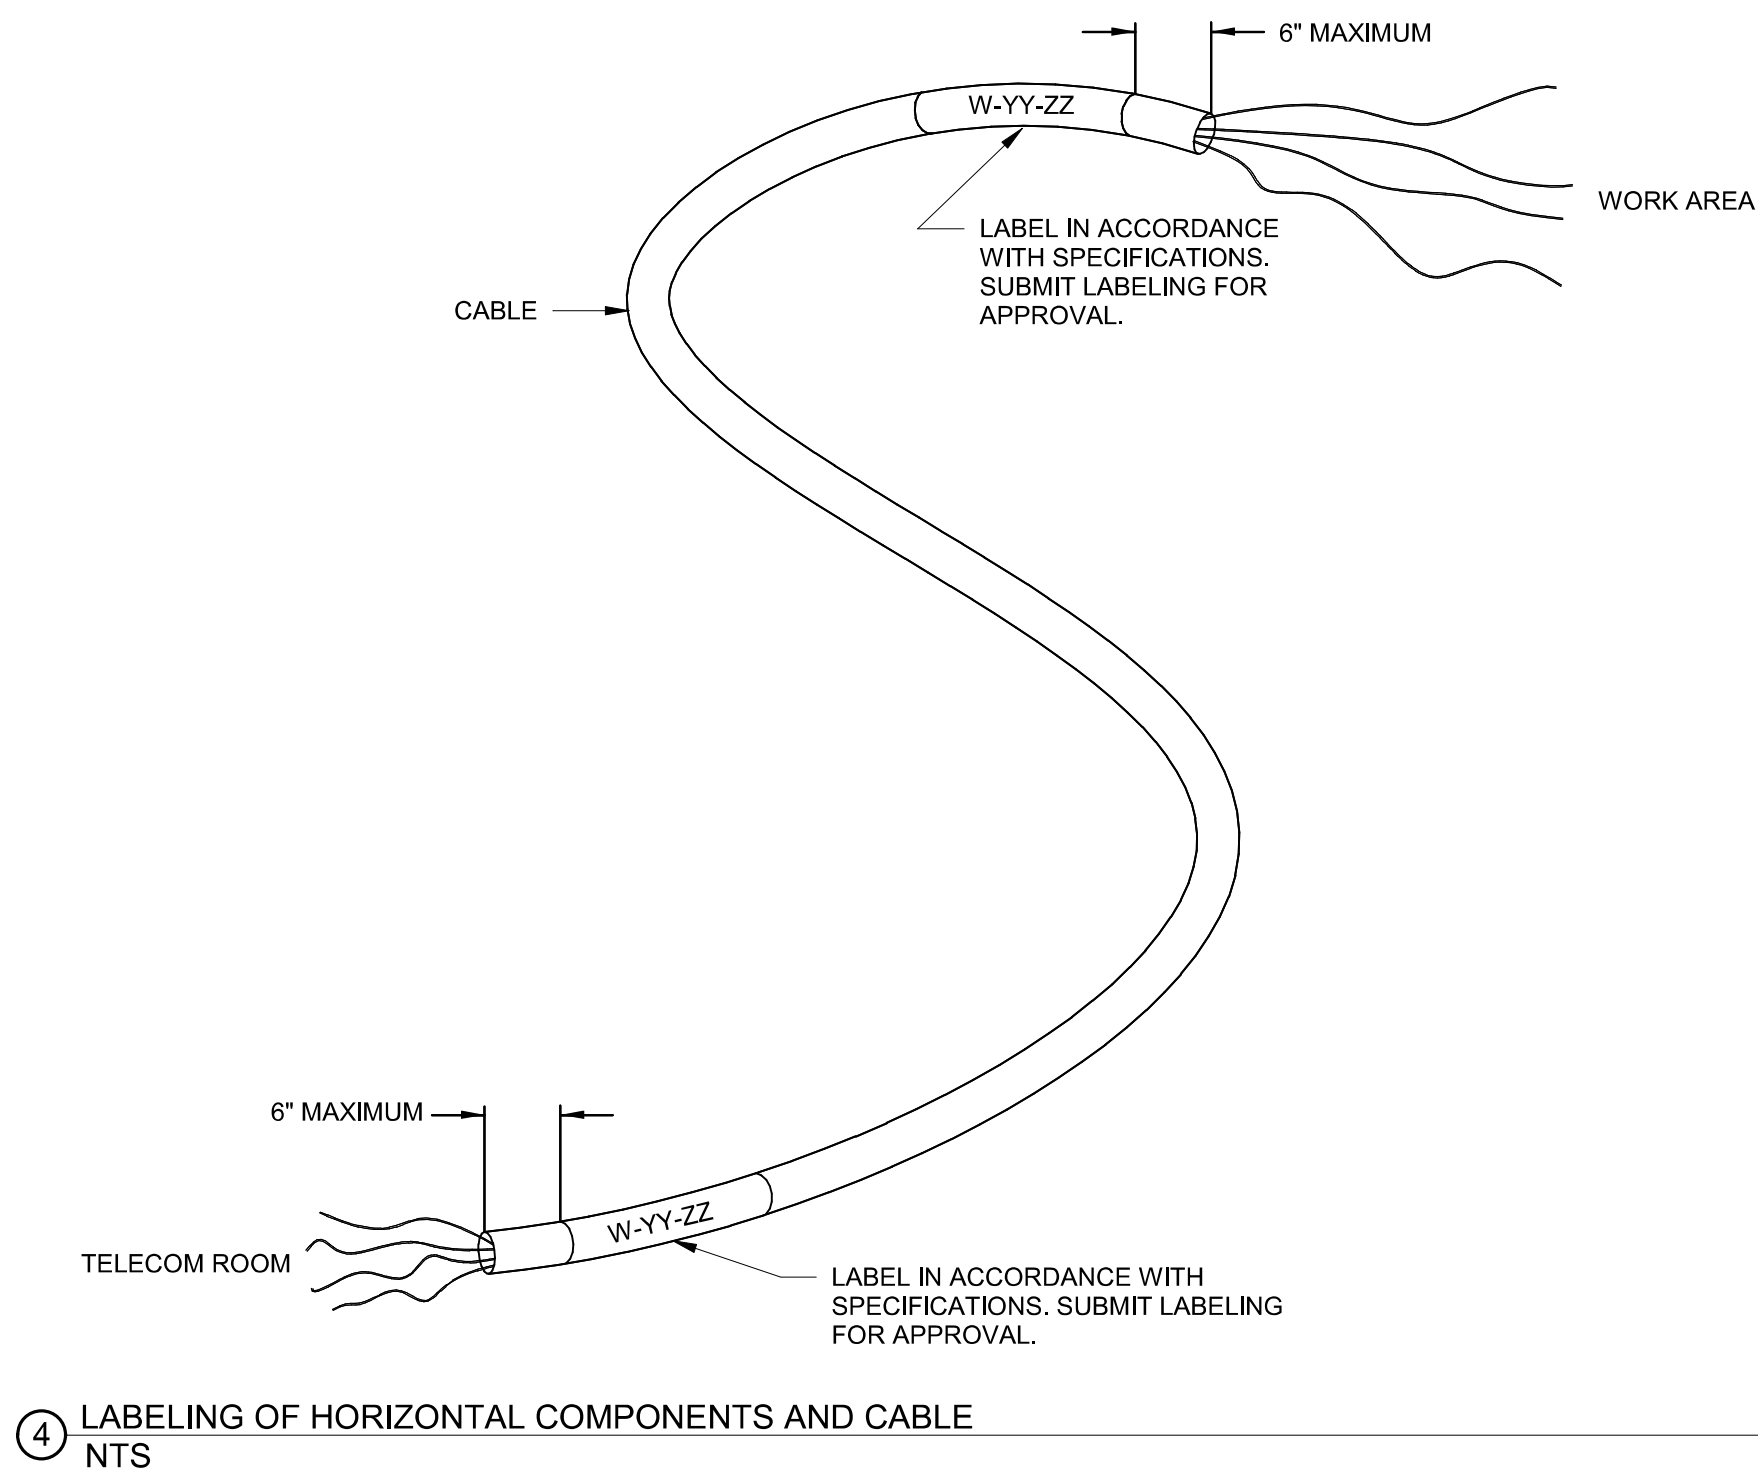 6" MAXIMUM
W-YY-ZZ
WORK AREA
LABEL IN ACCORDANCE
WITH SPECIFICATIONS.
SUBMIT LABELING FOR
APPROVAL.
CABLE
6" MAXIMUM
W-YY-ZZ
TELECOM ROOM
LABEL IN ACCORDANCE WITH
SPECIFICATIONS. SUBMIT LABELING
FOR APPROVAL.
4 LABELING OF HORIZONTAL COMPONENTS AND CABLE
NTS